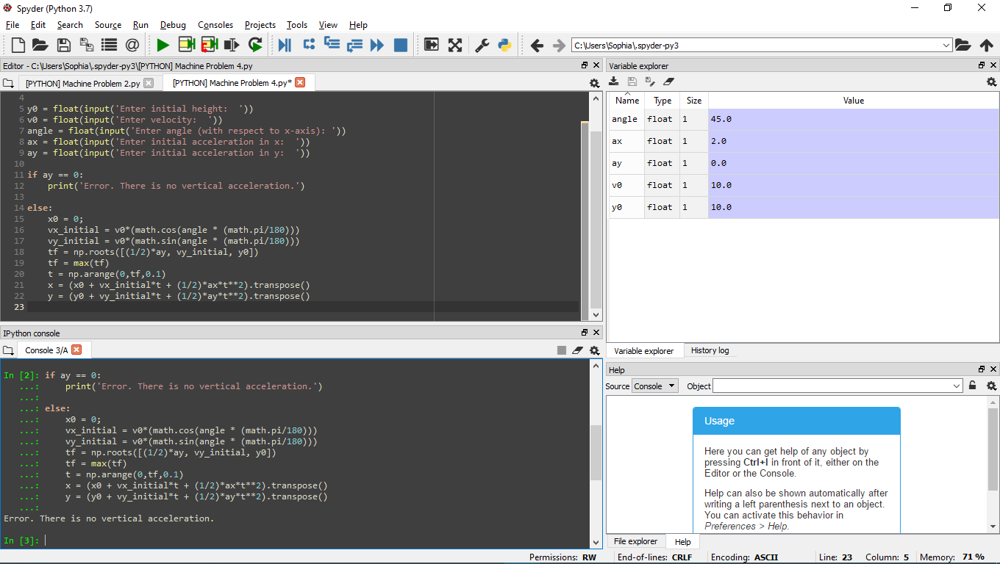 Spyder (Python 3.7)
File Edit Search Source Run Debug Consoles Projects Tools View Help
C:\Users\Sophia\.spyder-py3
Editor - C:\Users\Sophia\.spyder-py3\[PYTHON] Machine Problem 4.py
[PYTHON] Machine Problem 2.py
[PYTHON] Machine Problem 4.py*
4
5 y0 = float(input('Enter initial height:  '))
6 v0 = float(input('Enter velocity:  '))
7 angle = float(input('Enter angle (with respect to x-axis): '))
8 ax = float(input('Enter initial acceleration in x:  '))
9 ay = float(input('Enter initial acceleration in y:  '))
10
11 if ay == 0:
12     print('Error. There is no vertical acceleration.')
13
14 else:
15     x0 = 0;
16     vx_initial = v0*(math.cos(angle * (math.pi/180)))
17     vy_initial = v0*(math.sin(angle * (math.pi/180)))
18     tf = np.roots([(1/2)*ay, vy_initial, y0])
19     tf = max(tf)
20     t = np.arange(0,tf,0.1)
21     x = (x0 + vx_initial*t + (1/2)*ax*t**2).transpose()
22     y = (y0 + vy_initial*t + (1/2)*ay*t**2).transpose()
23
IPython console
Console 3/A
In [2]: if ay == 0:
   ...:     print('Error. There is no vertical acceleration.')
   ...:
   ...: else:
   ...:     x0 = 0;
   ...:     vx_initial = v0*(math.cos(angle * (math.pi/180)))
   ...:     vy_initial = v0*(math.sin(angle * (math.pi/180)))
   ...:     tf = np.roots([(1/2)*ay, vy_initial, y0])
   ...:     tf = max(tf)
   ...:     t = np.arange(0,tf,0.1)
   ...:     x = (x0 + vx_initial*t + (1/2)*ax*t**2).transpose()
   ...:     y = (y0 + vy_initial*t + (1/2)*ay*t**2).transpose()
   ...:
Error. There is no vertical acceleration.
In [3]:
Variable explorer
Name Type Size Value
angle float 1 45.0
ax float 1 2.0
ay float 1 0.0
v0 float 1 10.0
y0 float 1 10.0
Variable explorer History log
Help
Source Console Object
Usage
Here you can get help of any object by
pressing Ctrl+I in front of it, either on the
Editor or the Console.
Help can also be shown automatically after
writing a left parenthesis next to an object.
You can activate this behavior in
Preferences > Help.
File explorer Help
Permissions: RW End-of-lines: CRLF Encoding: ASCII Line: 23 Column: 5 Memory: 71 %